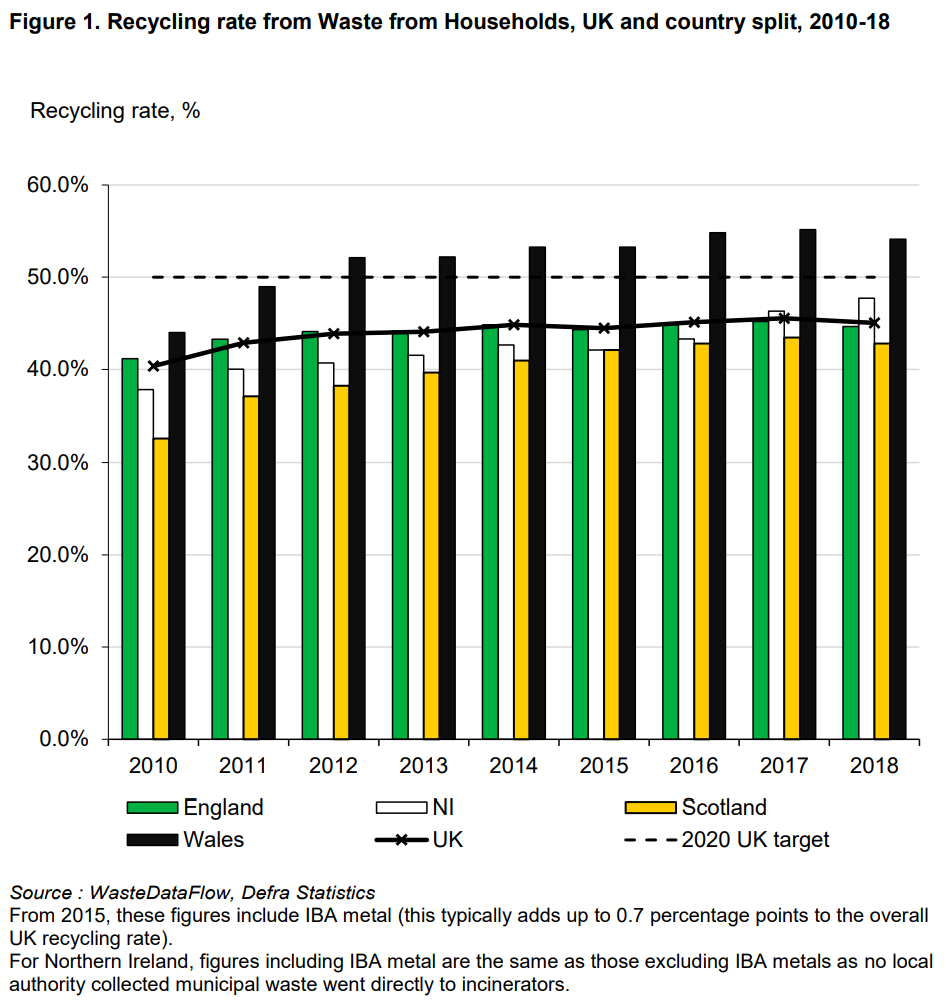 Figure 1. Recycling rate from Waste from Households, UK and country split, 2010-18
Recycling rate, %
60.0%
50.0%
40.0%
30.0%
20.0%
10.0%
0.0%
2010 2011 2012 2013 2014 2015 2016 2017 2018
England NI Scotland
Wales UK 2020 UK target
Source : WasteDataFlow, Defra Statistics
From 2015, these figures include IBA metal (this typically adds up to 0.7 percentage points to the overall
UK recycling rate).
For Northern Ireland, figures including IBA metal are the same as those excluding IBA metals as no local
authority collected municipal waste went directly to incinerators.